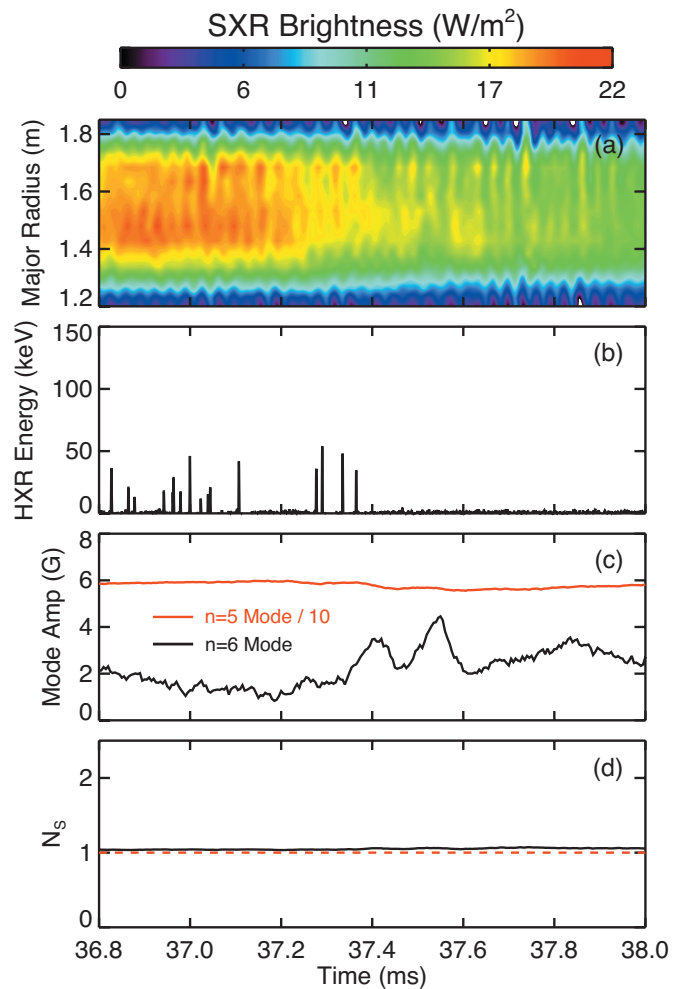 SXR Brightness (W/m²)
0 6 11 17 22
Major Radius (m)
1.8
1.6
1.4
1.2
(a)
HXR Energy (keV)
150
100
50
0
(b)
Mode Amp (G)
8
6
4
2
0
(c)
n=5 Mode / 10
n=6 Mode
N_S
2
1
0
(d)
36.8 37.0 37.2 37.4 37.6 37.8 38.0
Time (ms)